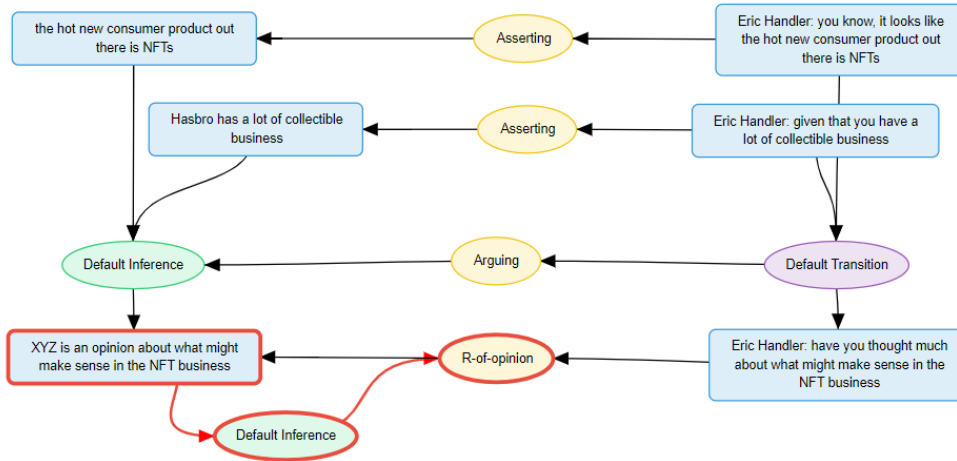 the hot new consumer product out
there is NFTs
Asserting
Eric Handler: you know, it looks like
the hot new consumer product out
there is NFTs
Hasbro has a lot of collectible
business
Asserting
Eric Handler: given that you have a
lot of collectible business
Default Inference
Arguing
Default Transition
XYZ is an opinion about what might
make sense in the NFT business
R-of-opinion
Eric Handler: have you thought much
about what might make sense in the
NFT business
Default Inference